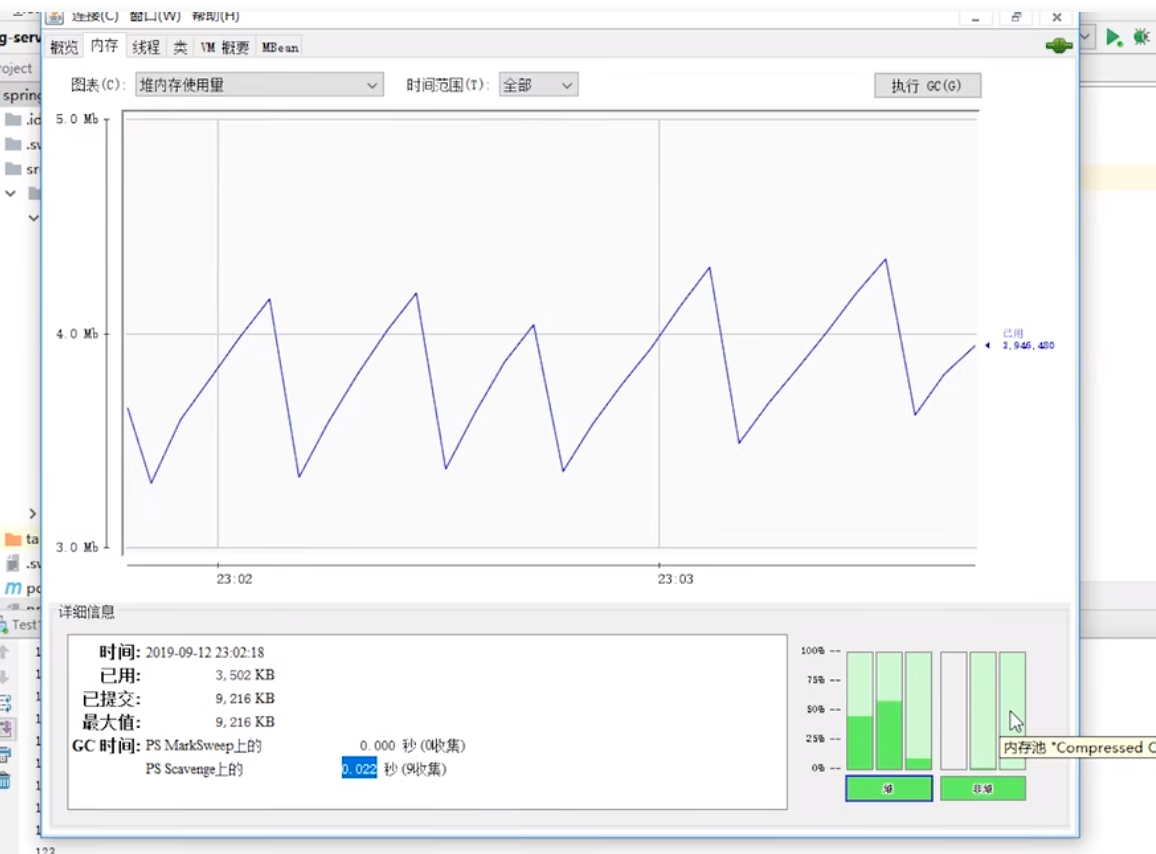 连接(C) 窗口(W) 帮助(H)
g-serv
概览 内存 线程 类 VM 概要 MBean
roject
图表(C): 堆内存使用量 时间范围(T): 全部 执行 GC(G)
spring
.id
5.0 Mb
.sv
sr
4.0 Mb
已用
3,946,480
3.0 Mb
ta
.sv
23:02 23:03
m po
详细信息
Test
时间: 2019-09-12 23:02:18
已用: 3,502 KB
已提交: 9,216 KB
最大值: 9,216 KB
GC 时间: PS MarkSweep上的 0.000 秒 (0收集)
PS Scavenge上的 0.022 秒 (9收集)
100%
75%
50%
25%
0%
内存池 "Compressed C
堆 非堆
123